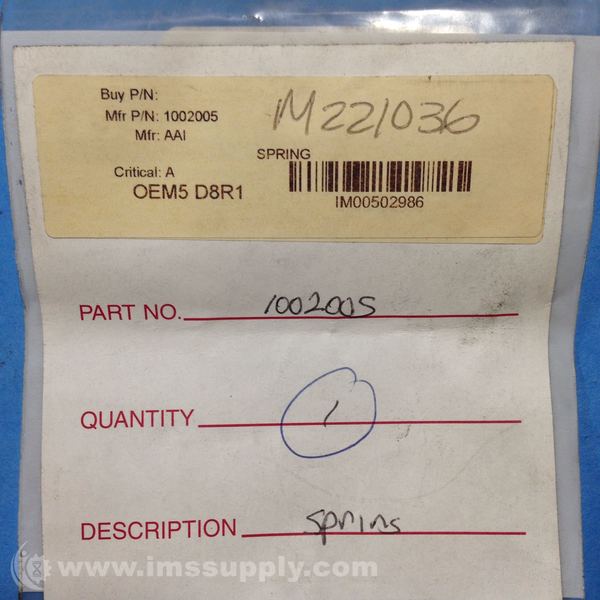 Buy P/N:
Mfr P/N: 1002005
Mfr: AAI
M221036
SPRING
Critical: A
OEM5 D8R1
IM00502986
PART NO. 1002005
QUANTITY 1
DESCRIPTION spring
www.imssupply.com